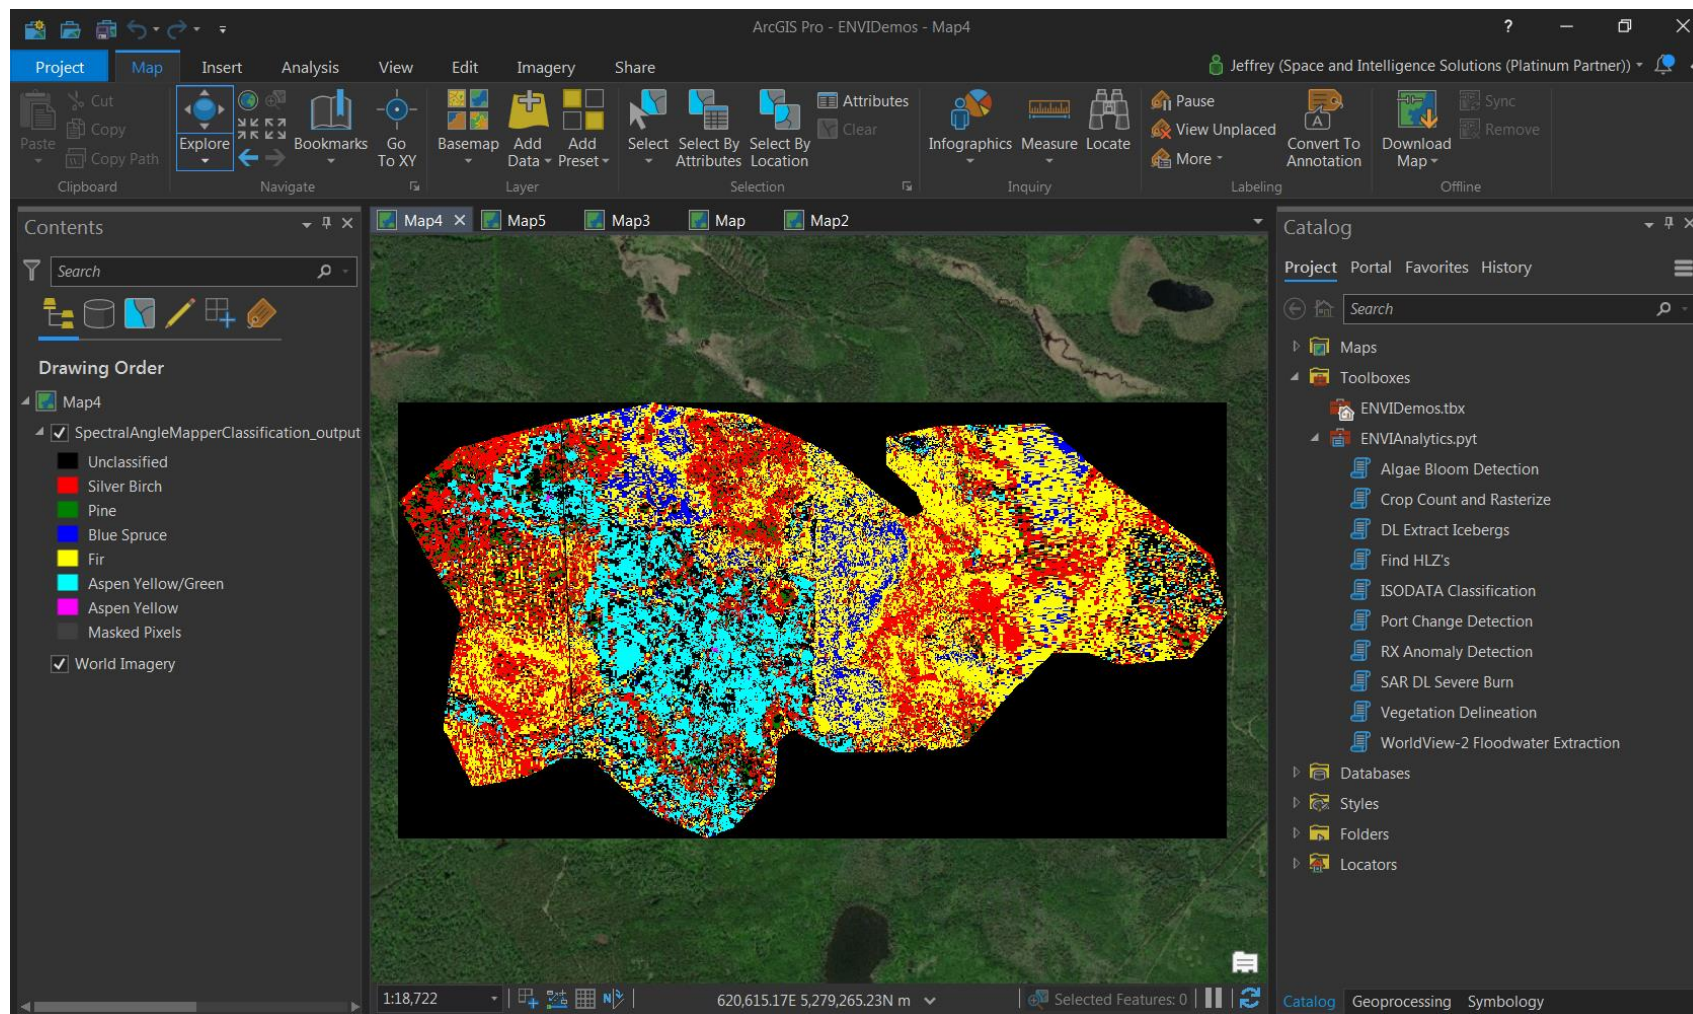 ArcGIS Pro - ENVIDemos - Map4
?
Project Map Insert Analysis View Edit Imagery Share
Jeffrey (Space and Intelligence Solutions (Platinum Partner))
Paste
Cut
Copy
Copy Path
Clipboard
Explore
Bookmarks
Go
To XY
Navigate
Basemap
Add
Data
Add
Preset
Layer
Select
Select By
Attributes
Select By
Location
Attributes
Clear
Selection
Infographics
Measure
Locate
Inquiry
Pause
View Unplaced
More
Convert To
Annotation
Labeling
Download
Map
Sync
Remove
Offline
Contents
Search
Drawing Order
Map4
SpectralAngleMapperClassification_output
Unclassified
Silver Birch
Pine
Blue Spruce
Fir
Aspen Yellow/Green
Aspen Yellow
Masked Pixels
World Imagery
Map4 Map5 Map3 Map Map2
1:18,722
620,615.17E 5,279,265.23N m
Selected Features: 0
Catalog
Project Portal Favorites History
Search
Maps
Toolboxes
ENVIDemos.tbx
ENVIAnalytics.pyt
Algae Bloom Detection
Crop Count and Rasterize
DL Extract Icebergs
Find HLZ's
ISODATA Classification
Port Change Detection
RX Anomaly Detection
SAR DL Severe Burn
Vegetation Delineation
WorldView-2 Floodwater Extraction
Databases
Styles
Folders
Locators
Catalog Geoprocessing Symbology